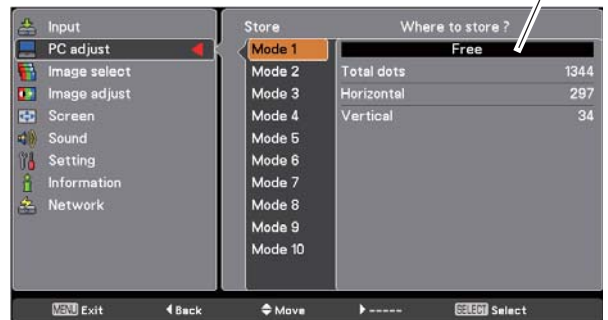 Input
PC adjust
Image select
Image adjust
Screen
Sound
Setting
Information
Network
Store
Mode 1
Mode 2
Mode 3
Mode 4
Mode 5
Mode 6
Mode 7
Mode 8
Mode 9
Mode 10
Where to store ?
Free
Total dots 1344
Horizontal 297
Vertical 34
MENU Exit Back Move ----- SELECT Select